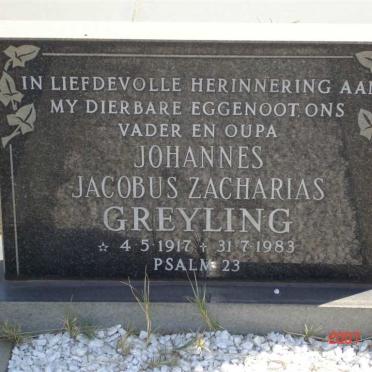 IN LIEFDEVOLLE HERINNERING AAN
MY DIERBARE EGGENOOT. ONS
VADER EN OUPA
JOHANNES
JACOBUS ZACHARIAS
GREYLING
☆ 4·5·1917 ÷ 31·7·1983
PSALM 23
2007